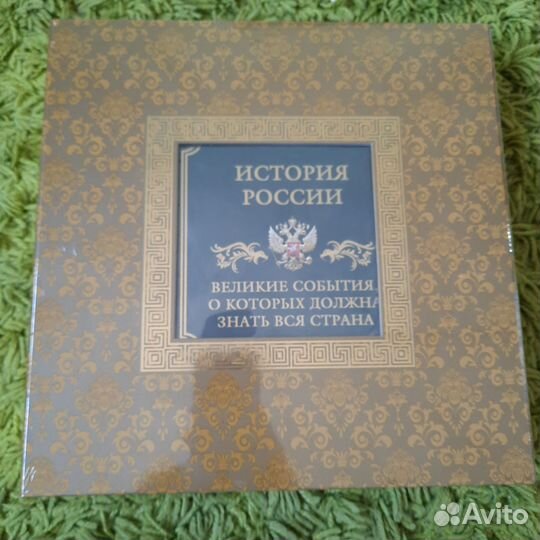 ИСТОРИЯ
РОССИИ
ВЕЛИКИЕ СОБЫТИЯ,
О КОТОРЫХ ДОЛЖНА
ЗНАТЬ ВСЯ СТРАНА
Avito